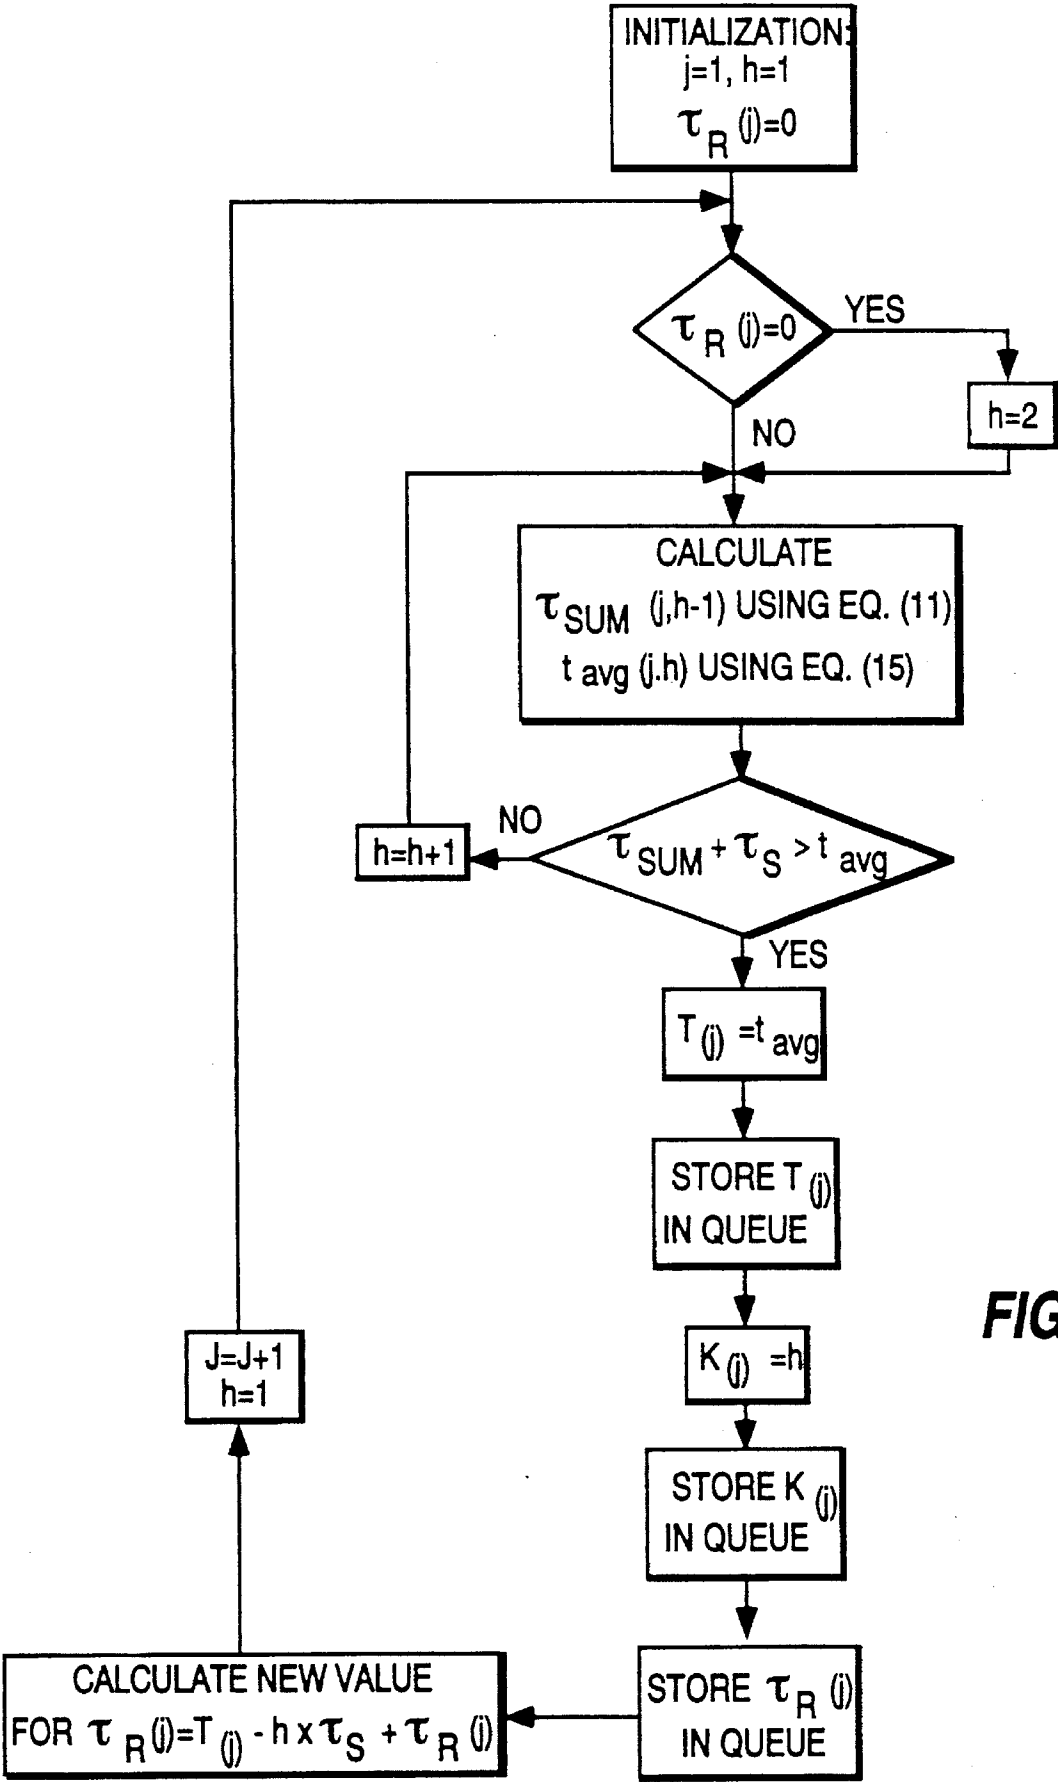 INITIALIZATION:
j=1, h=1
τR (j)=0
τR (j)=0
YES
h=2
NO
CALCULATE
τSUM (j,h-1) USING EQ. (11)
t avg (j.h) USING EQ. (15)
NO
h=h+1
τSUM + τS > t avg
YES
T(j) =t avg
STORE T(j)
IN QUEUE
FIG
K(j) =h
J=J+1
h=1
STORE K(j)
IN QUEUE
STORE τR (j)
IN QUEUE
CALCULATE NEW VALUE
FOR τR(j)=T(j) - h x τS + τR(j)